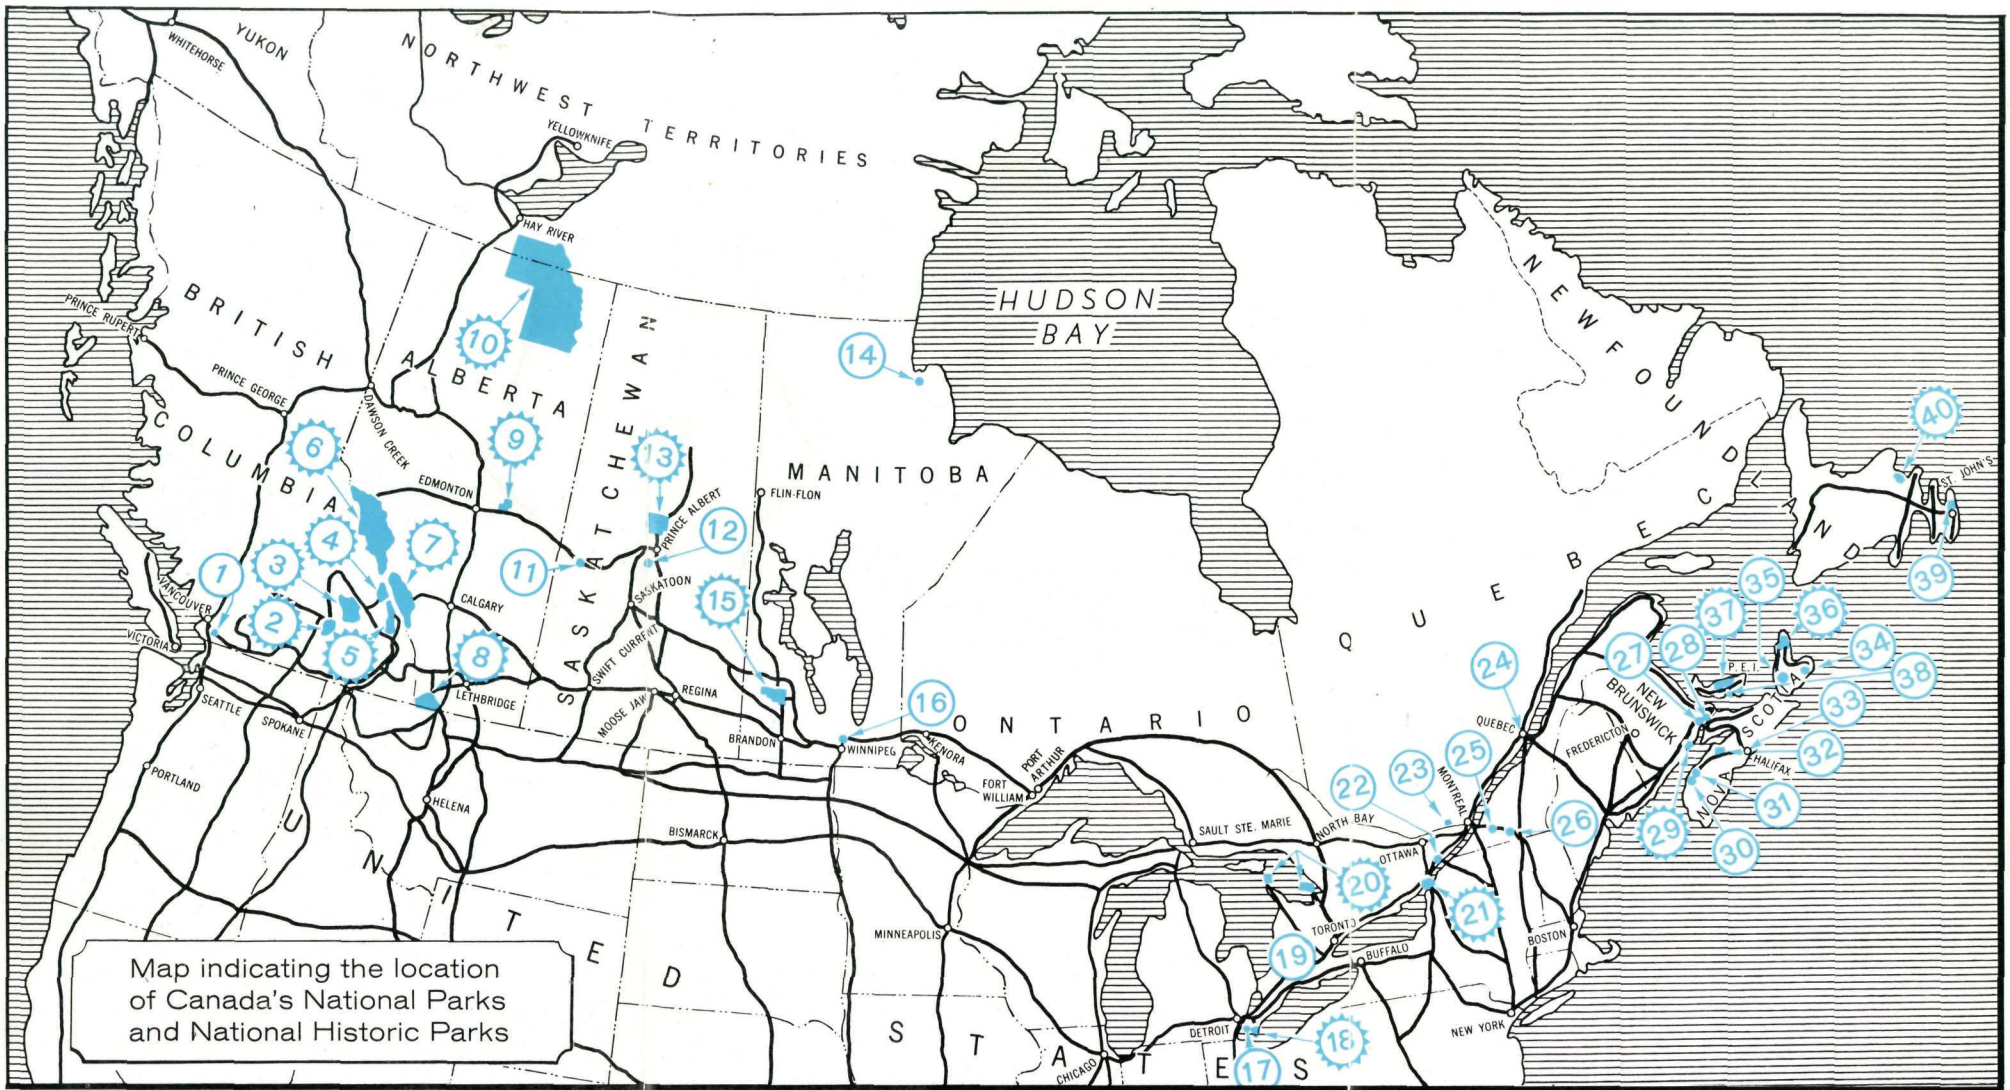 WHITEHORSE
YUKON
NORTHWEST TERRITORIES
YELLOWKNIFE
HAY RIVER
BRITISH COLUMBIA
PRINCE RUPERT
PRINCE GEORGE
DAWSON CREEK
ALBERTA
SASKATCHEWAN
MANITOBA
HUDSON
BAY
NEWFOUNDLAND
QUEBEC
ONTARIO
10
14
6
9
13
40
EDMONTON
PRINCE ALBERT
FLIN-FLON
ST. JOHN'S
4
7
12
1
3
11
39
VANCOUVER
CALGARY
SASKATOON
15
35
37
36
2
VICTORIA
5
8
SWIFT CURRENT
24
27
28
P.E.I.
34
38
LETHBRIDGE
MOOSE JAW
REGINA
16
NEW
BRUNSWICK
NOVA SCOTIA
33
SEATTLE
SPOKANE
BRANDON
WINNIPEG
KENORA
PORT
ARTHUR
FORT
WILLIAM
QUEBEC
FREDERICTON
HALIFAX
32
PORTLAND
HELENA
22
23
MONTREAL
25
26
29
31
30
UNITED STATES
BISMARCK
SAULT STE. MARIE
NORTH BAY
OTTAWA
20
21
MINNEAPOLIS
TORONTO
19
BUFFALO
BOSTON
DETROIT
NEW YORK
CHICAGO
17
18
Map indicating the location
of Canada's National Parks
and National Historic Parks